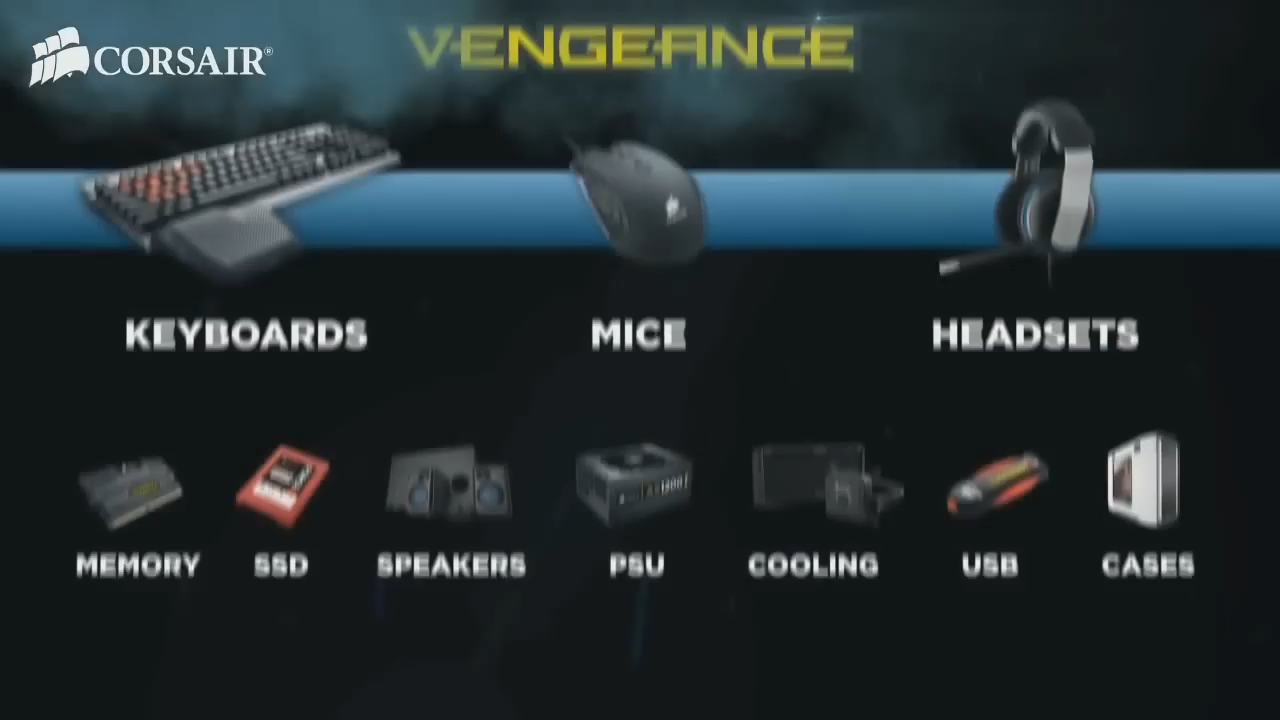 CORSAIR®
VENGEANCE
KEYBOARDS MICE HEADSETS
MEMORY SSD SPEAKERS PSU COOLING USB CASES